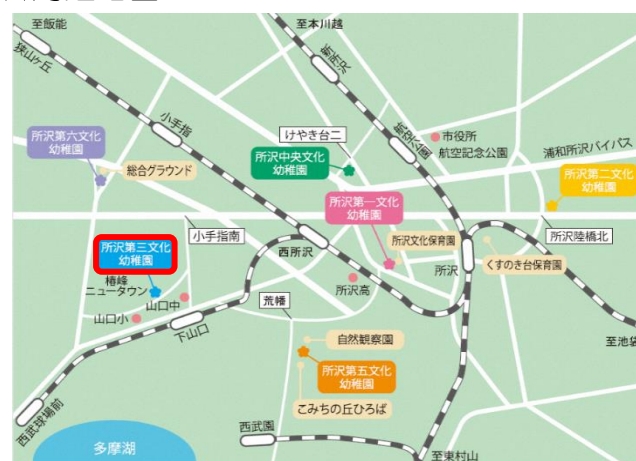 至飯能
至本川越
狭山ヶ丘
新所沢
小手指
航空公園
けやき台二
市役所
航空記念公園
浦和所沢バイパス
所沢第六文化
幼稚園
総合グラウンド
所沢中央文化
幼稚園
所沢第二文化
幼稚園
所沢第一文化
幼稚園
小手指南
所沢陸橋北
所沢第三文化
幼稚園
西所沢
所沢文化保育園
所沢
くすのき台保育園
椿峰
ニュータウン
山口中
山口小
所沢高
荒幡
下山口
自然観察園
至池袋
所沢第五文化
幼稚園
こみちの丘ひろば
西武球場前
西武園
多摩湖
至東村山